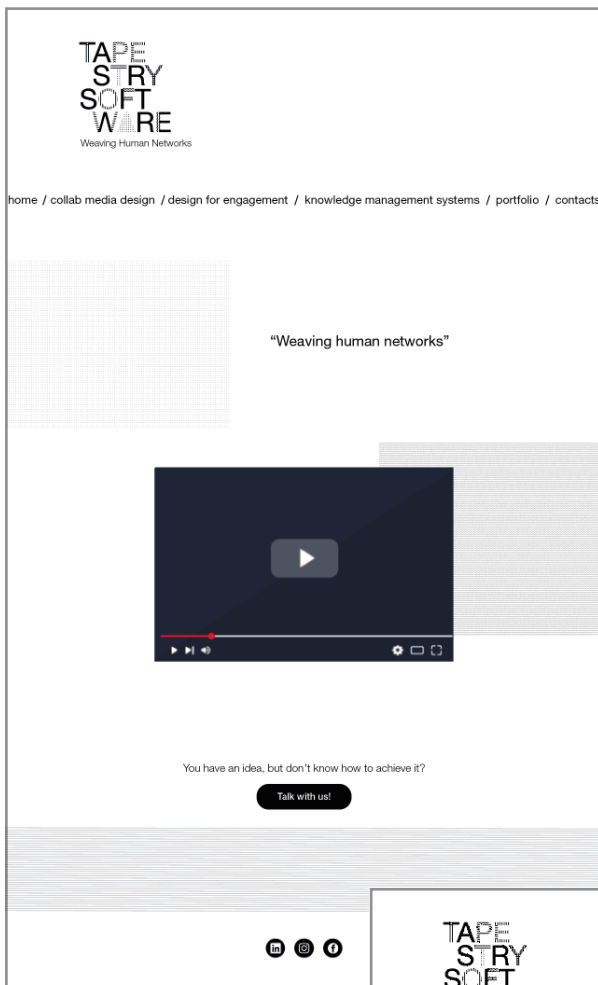 TAPE
STRY
SOFT
WARE
Weaving Human Networks
home / collab media design / design for engagement / knowledge management systems / portfolio / contacts
“Weaving human networks”
You have an idea, but don’t know how to achieve it?
Talk with us!
TAPE
STRY
SOFT